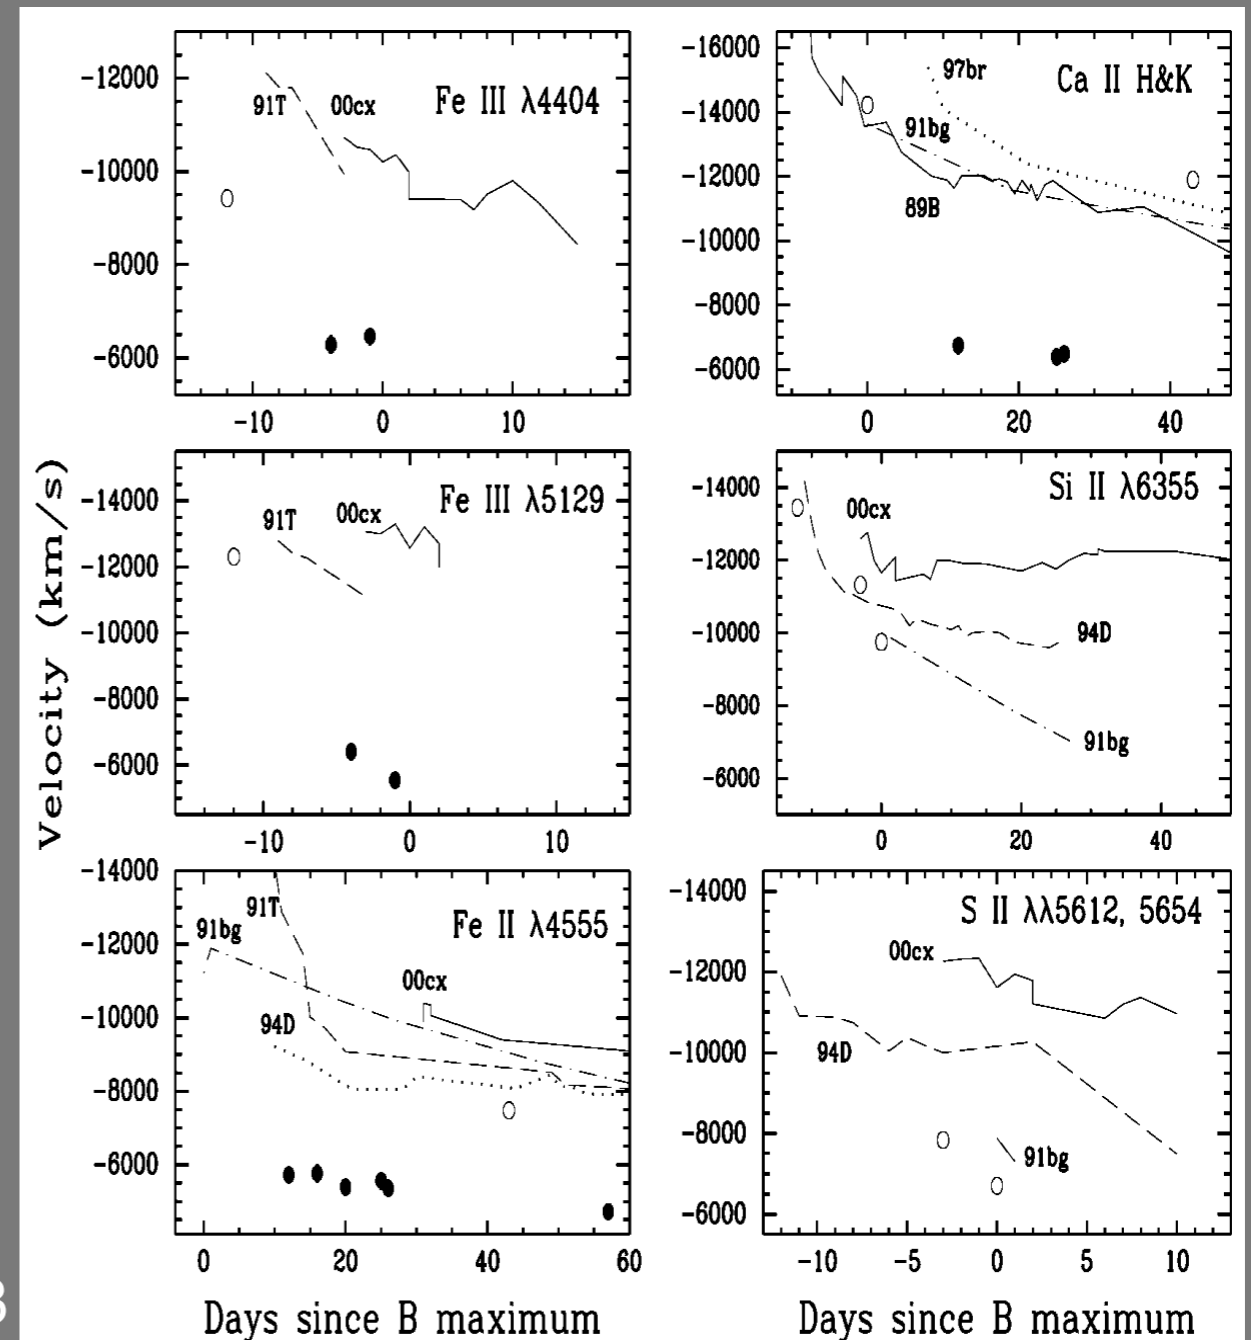 Velocity (km/s)
Fe III λ4404
91T
00cx
-12000
-10000
-8000
-6000
-10
0
10
Ca II H&K
97br
91bg
89B
-16000
-14000
-12000
-10000
-8000
-6000
0
20
40
Fe III λ5129
91T
00cx
-14000
-12000
-10000
-8000
-6000
-10
0
10
Si II λ6355
00cx
94D
91bg
-14000
-12000
-10000
-8000
-6000
0
20
40
Fe II λ4555
91T
91bg
00cx
94D
-14000
-12000
-10000
-8000
-6000
0
20
40
60
Days since B maximum
S II λλ5612, 5654
00cx
94D
91bg
-14000
-12000
-10000
-8000
-6000
-10
-5
0
5
10
Days since B maximum